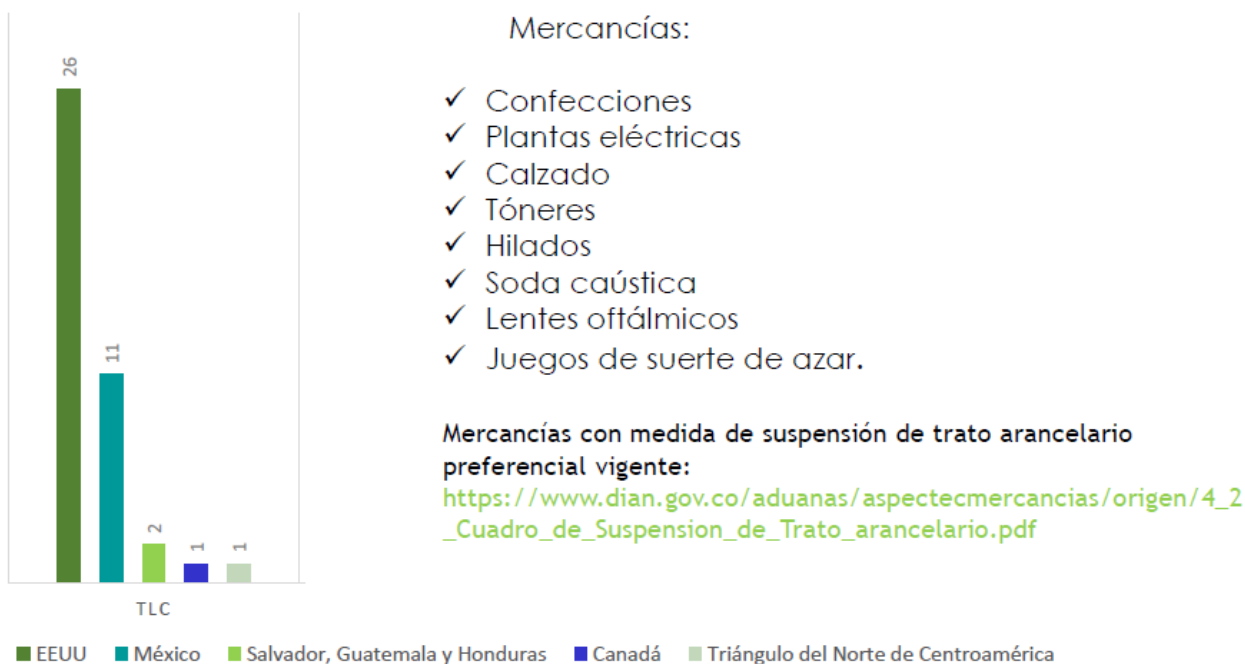 26
11
2
1
1
TLC
EEUU
México
Salvador, Guatemala y Honduras
Canadá
Triángulo del Norte de Centroamérica
Mercancías:
✓ Confecciones
✓ Plantas eléctricas
✓ Calzado
✓ Tóneres
✓ Hilados
✓ Soda caústica
✓ Lentes oftálmicos
✓ Juegos de suerte de azar.
Mercancías con medida de suspensión de trato arancelario
preferencial vigente:
https://www.dian.gov.co/aduanas/aspectecmercancias/origen/4_2
_Cuadro_de_Suspension_de_Trato_arancelario.pdf